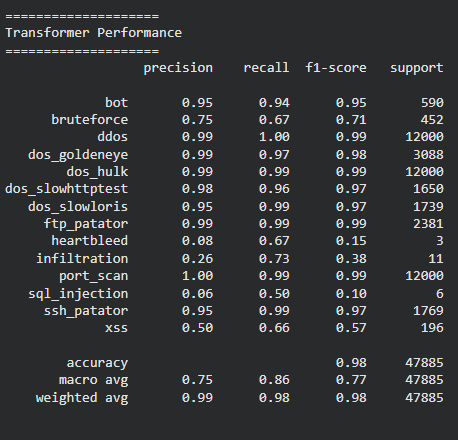 ====================
Transformer Performance
====================
precision recall f1-score support
bot 0.95 0.94 0.95 590
bruteforce 0.75 0.67 0.71 452
ddos 0.99 1.00 0.99 12000
dos_goldeneye 0.99 0.97 0.98 3088
dos_hulk 0.99 0.99 0.99 12000
dos_slowhttptest 0.98 0.96 0.97 1650
dos_slowloris 0.95 0.99 0.97 1739
ftp_patator 0.99 0.99 0.99 2381
heartbleed 0.08 0.67 0.15 3
infiltration 0.26 0.73 0.38 11
port_scan 1.00 0.99 0.99 12000
sql_injection 0.06 0.50 0.10 6
ssh_patator 0.95 0.99 0.97 1769
xss 0.50 0.66 0.57 196
accuracy 0.98 47885
macro avg 0.75 0.86 0.77 47885
weighted avg 0.99 0.98 0.98 47885